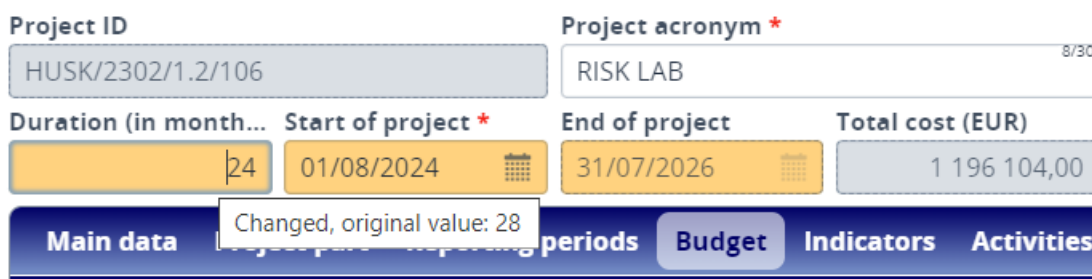 Project ID
Project acronym *
8/30
HUSK/2302/1.2/106
RISK LAB
Duration (in month... Start of project * End of project Total cost (EUR)
24 01/08/2024 31/07/2026 1 196 104,00
Changed, original value: 28
Main data periods Budget Indicators Activities